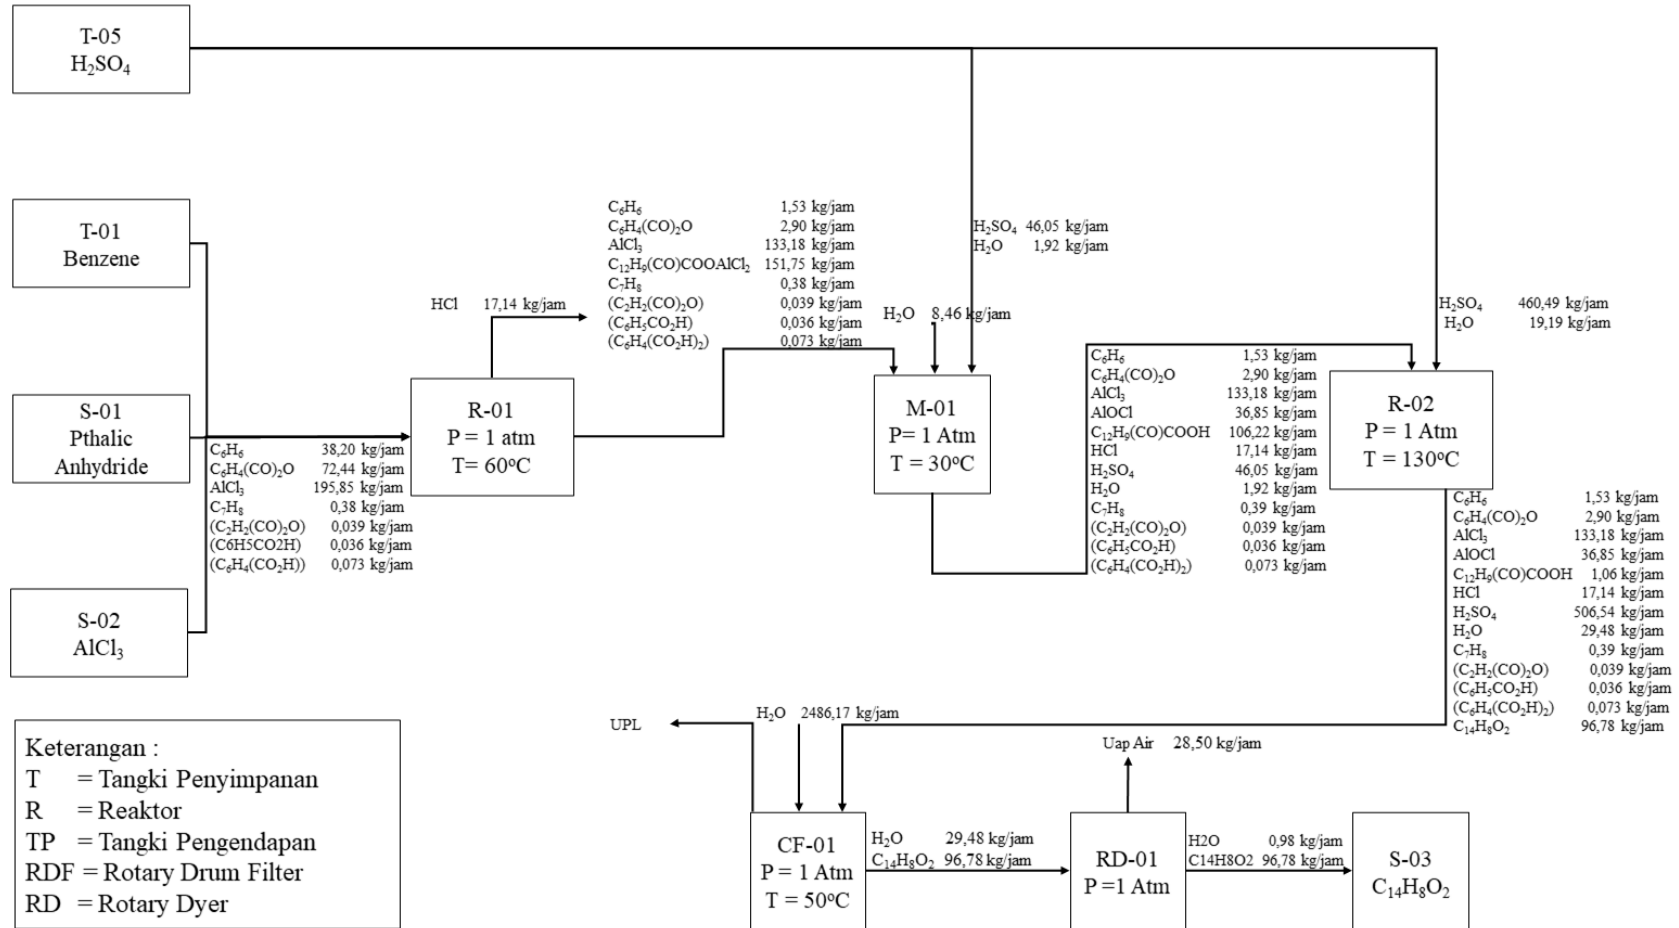 T-05
H₂SO₄
T-01
Benzene
S-01
Pthalic
Anhydride
S-02
AlCl₃
C₆H₆ 38,20 kg/jam
C₆H₄(CO)₂O 72,44 kg/jam
AlCl₃ 195,85 kg/jam
C₇H₈ 0,38 kg/jam
(C₂H₂(CO)₂O) 0,039 kg/jam
(C6H5CO2H) 0,036 kg/jam
(C₆H₄(CO₂H)) 0,073 kg/jam
R-01
P = 1 atm
T= 60°C
HCl 17,14 kg/jam
C₆H₆ 1,53 kg/jam
C₆H₄(CO)₂O 2,90 kg/jam
AlCl₃ 133,18 kg/jam
C₁₂H₉(CO)COOAlCl₂ 151,75 kg/jam
C₇H₈ 0,38 kg/jam
(C₂H₂(CO)₂O) 0,039 kg/jam
(C₆H₅CO₂H) 0,036 kg/jam
(C₆H₄(CO₂H)₂) 0,073 kg/jam
H₂O 8,46 kg/jam
H₂SO₄ 46,05 kg/jam
H₂O 1,92 kg/jam
M-01
P= 1 Atm
T = 30°C
C₆H₆ 1,53 kg/jam
C₆H₄(CO)₂O 2,90 kg/jam
AlCl₃ 133,18 kg/jam
AlOCl 36,85 kg/jam
C₁₂H₉(CO)COOH 106,22 kg/jam
HCl 17,14 kg/jam
H₂SO₄ 46,05 kg/jam
H₂O 1,92 kg/jam
C₇H₈ 0,39 kg/jam
(C₂H₂(CO)₂O) 0,039 kg/jam
(C₆H₅CO₂H) 0,036 kg/jam
(C₆H₄(CO₂H)₂) 0,073 kg/jam
H₂SO₄ 460,49 kg/jam
H₂O 19,19 kg/jam
R-02
P = 1 Atm
T = 130°C
C₆H₆ 1,53 kg/jam
C₆H₄(CO)₂O 2,90 kg/jam
AlCl₃ 133,18 kg/jam
AlOCl 36,85 kg/jam
C₁₂H₉(CO)COOH 1,06 kg/jam
HCl 17,14 kg/jam
H₂SO₄ 506,54 kg/jam
H₂O 29,48 kg/jam
C₇H₈ 0,39 kg/jam
(C₂H₂(CO)₂O) 0,039 kg/jam
(C₆H₅CO₂H) 0,036 kg/jam
(C₆H₄(CO₂H)₂) 0,073 kg/jam
C₁₄H₈O₂ 96,78 kg/jam
UPL
H₂O 2486,17 kg/jam
CF-01
P = 1 Atm
T = 50°C
H₂O 29,48 kg/jam
C₁₄H₈O₂ 96,78 kg/jam
Uap Air 28,50 kg/jam
RD-01
P =1 Atm
H2O 0,98 kg/jam
C14H8O2 96,78 kg/jam
S-03
C₁₄H₈O₂
Keterangan :
T = Tangki Penyimpanan
R = Reaktor
TP = Tangki Pengendapan
RDF = Rotary Drum Filter
RD = Rotary Dyer